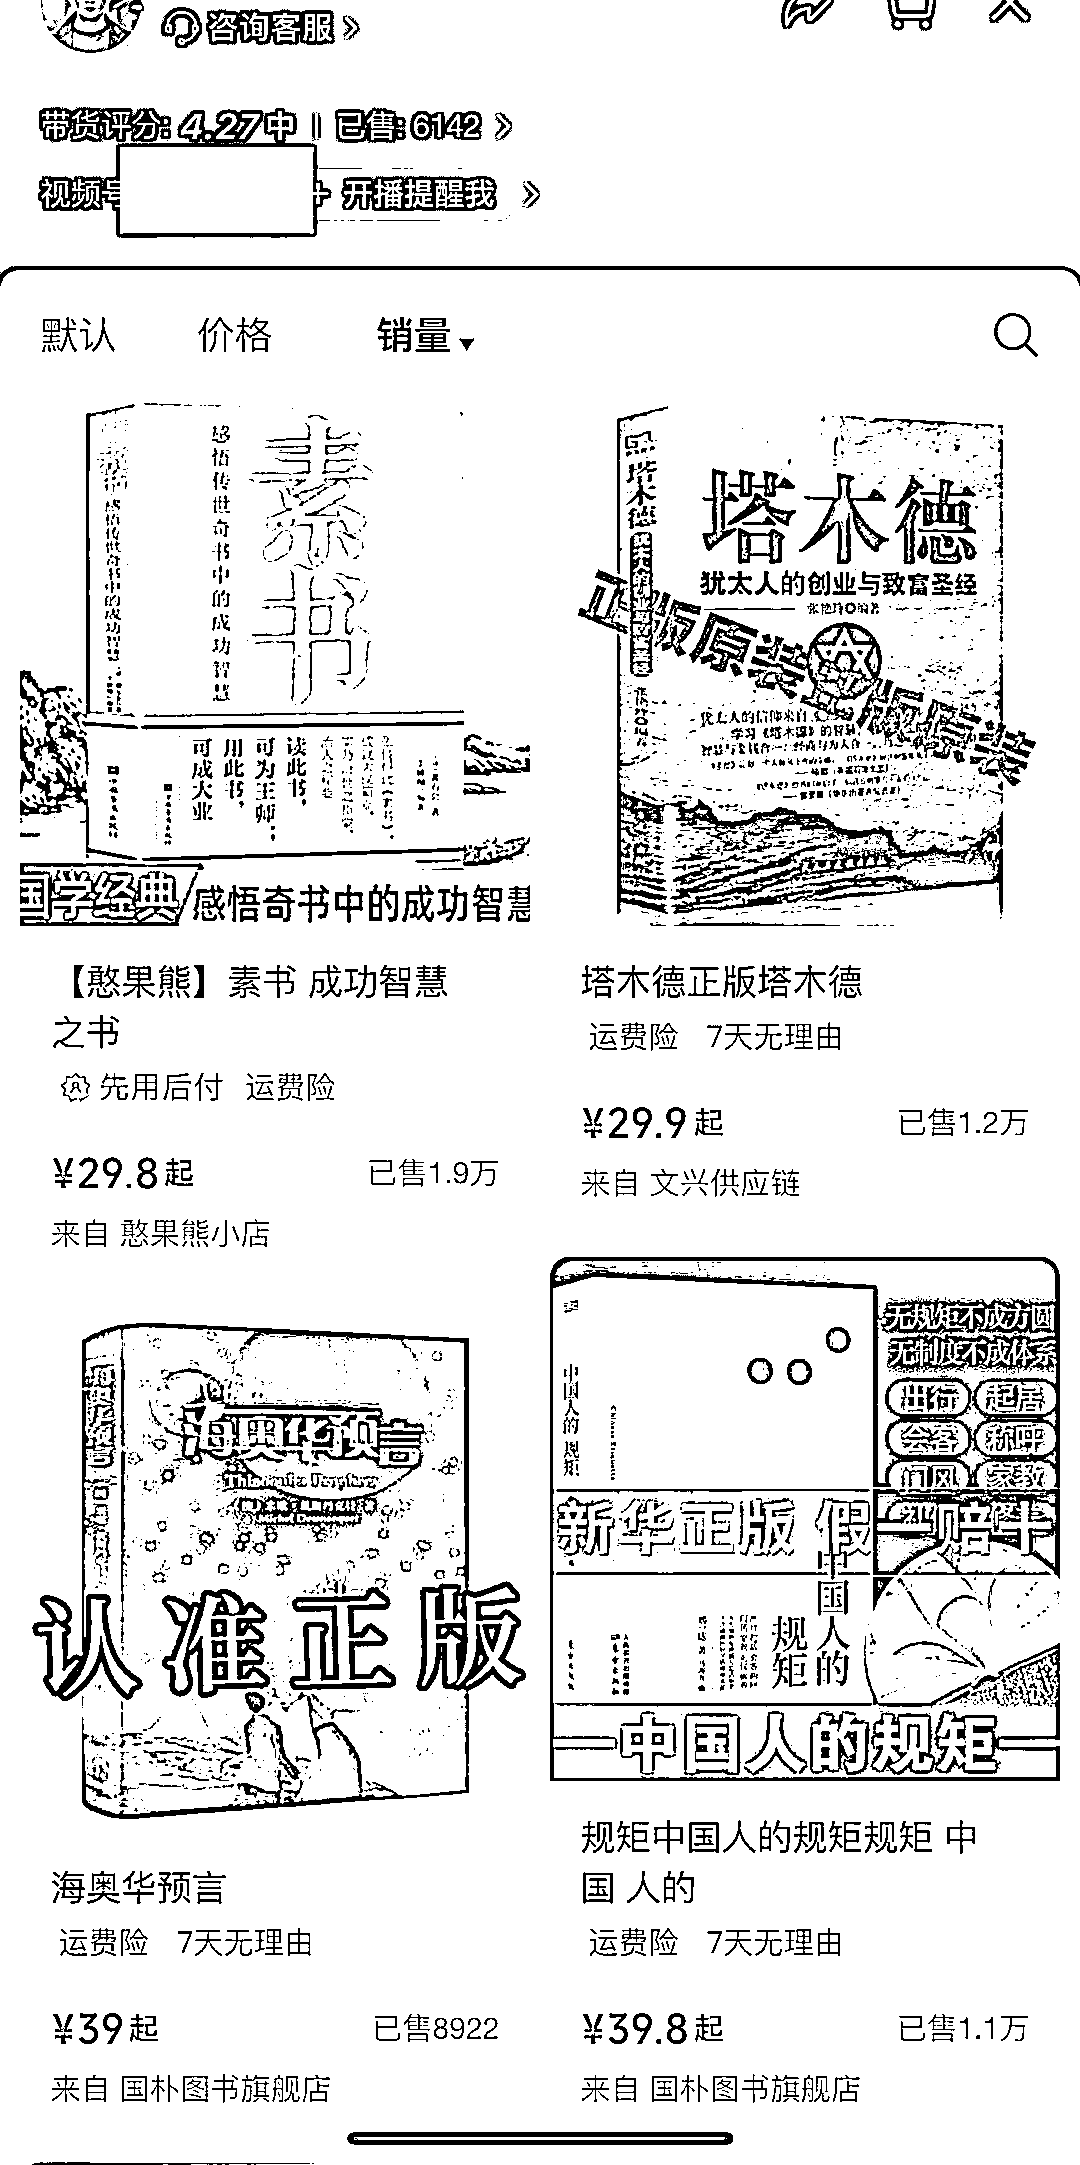 咨询客服
带货评分: 4.27 中 | 已售: 6142
视频号
开播提醒我
默认 价格 销量
素书
感悟传世奇书中的成功智慧
读此书,
可为王师;
用此书,
可成大业
国学经典 感悟奇书中的成功智慧
【憨果熊】素书 成功智慧
之书
先用后付 运费险
¥29.8起 已售1.9万
来自 憨果熊小店
塔木德
塔木德
犹太人的创业与致富圣经
正版原装正版原装
塔木德正版塔木德
运费险 7天无理由
¥29.9起 已售1.2万
来自 文兴供应链
海奥华预言
海奥华预言
认准正版
海奥华预言
运费险 7天无理由
¥39起 已售8922
来自 国朴图书旗舰店
无规矩不成方圆
无制度不成体系
出行 起居
会客 称呼
门风 家教
中国人的规矩
新华正版 假一赔十
中国人的
规矩
中国人的规矩
规矩中国人的规矩规矩 中
国 人的
运费险 7天无理由
¥39.8起 已售1.1万
来自 国朴图书旗舰店